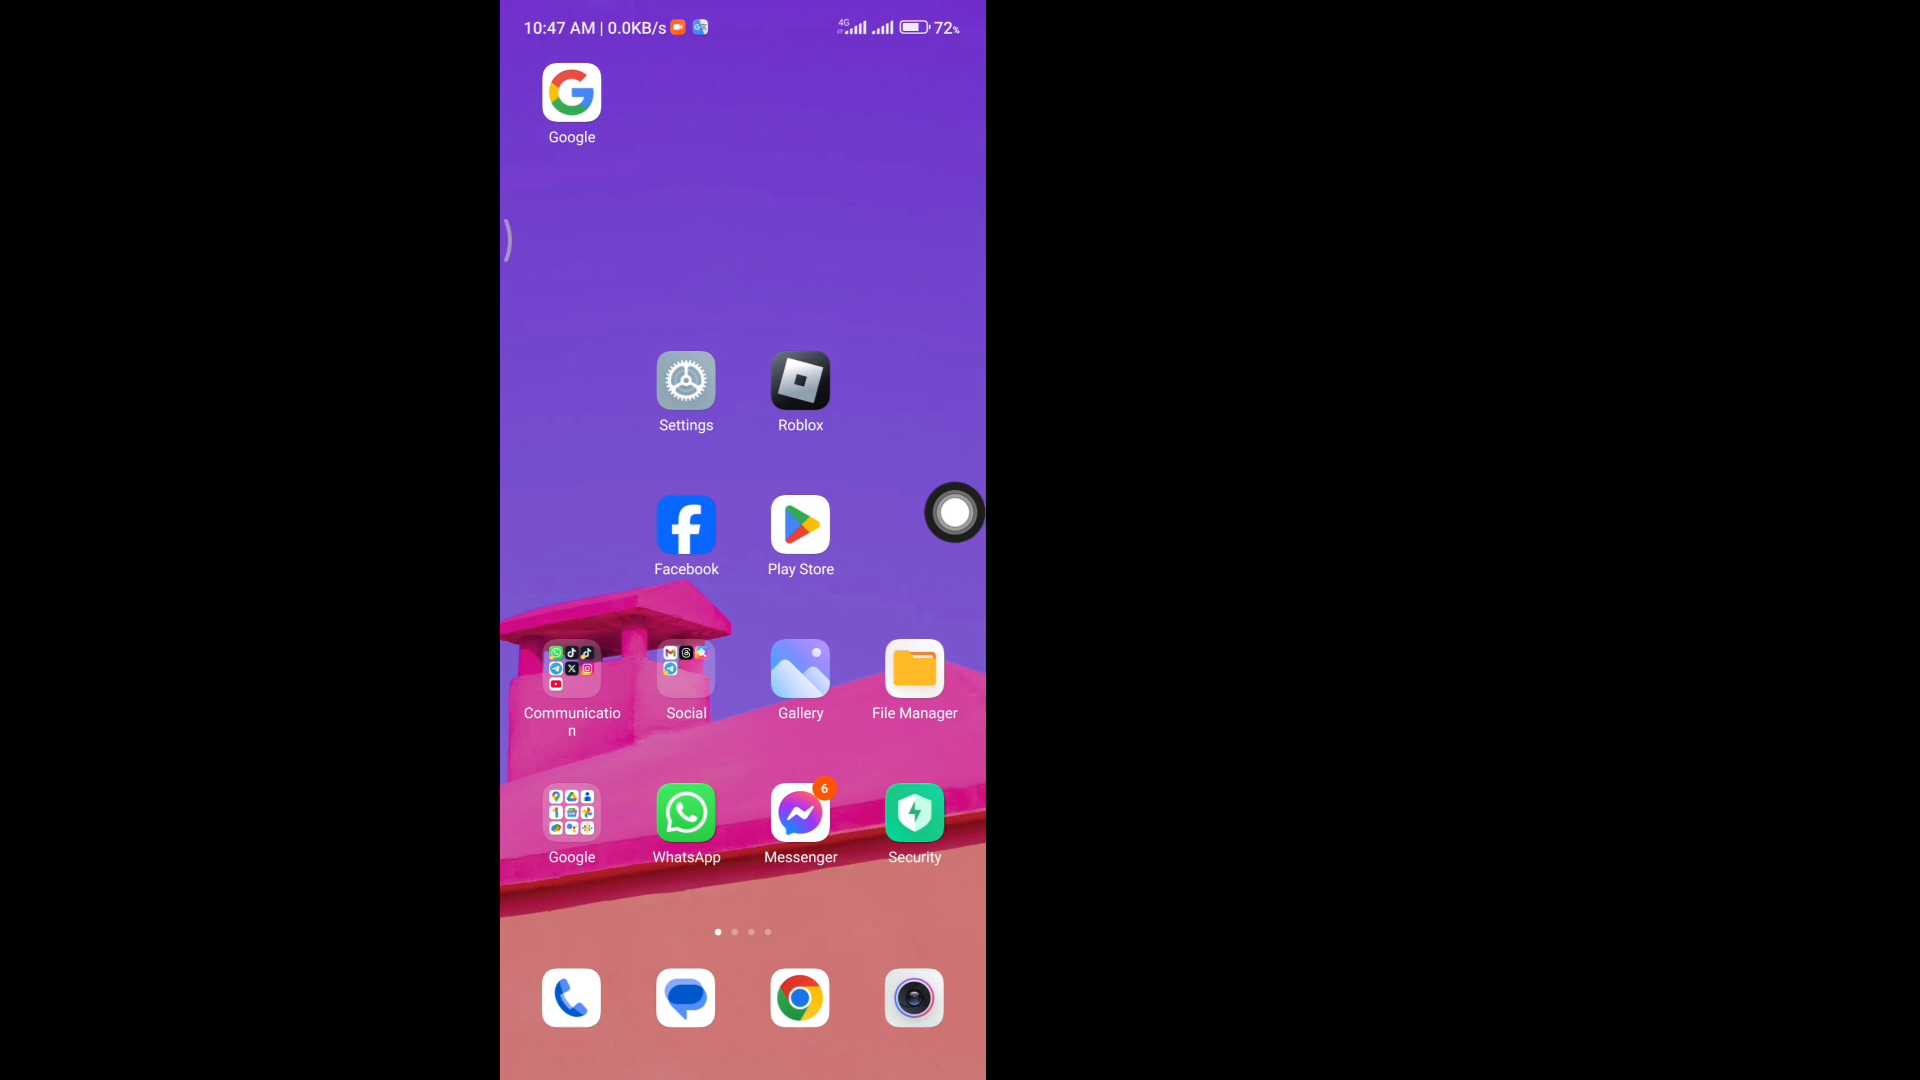 10:47 AM | 0.0KB/s
4G
72%
Google
Settings
Roblox
Facebook
Play Store
Communicatio
n
Social
Gallery
File Manager
6
Google
WhatsApp
Messenger
Security